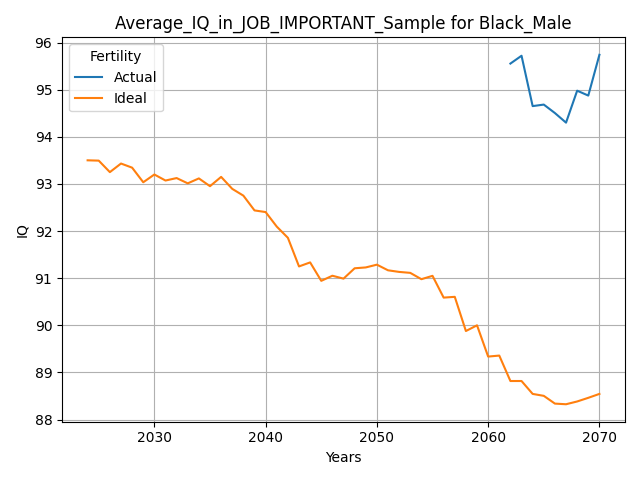 Average_IQ_in_JOB_IMPORTANT_Sample for Black_Male
Fertility
Actual
Ideal
96
95
94
93
92
91
90
89
88
IQ
2030 2040 2050 2060 2070
Years